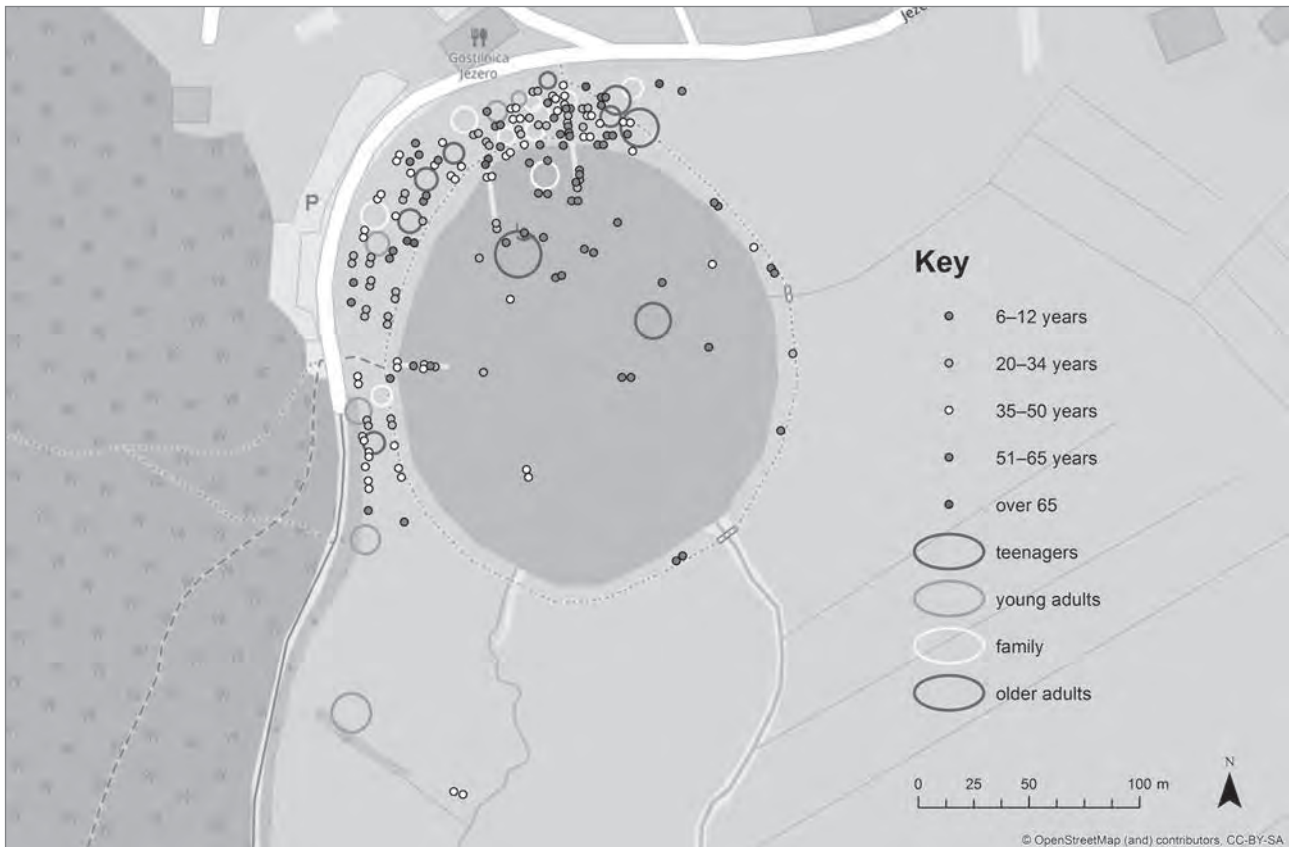 Jeze
Gostilnica
Jezero
P
Key
6–12 years
20–34 years
35–50 years
51–65 years
over 65
teenagers
young adults
family
older adults
0 25 50 100 m
N
© OpenStreetMap (and) contributors, CC-BY-SA